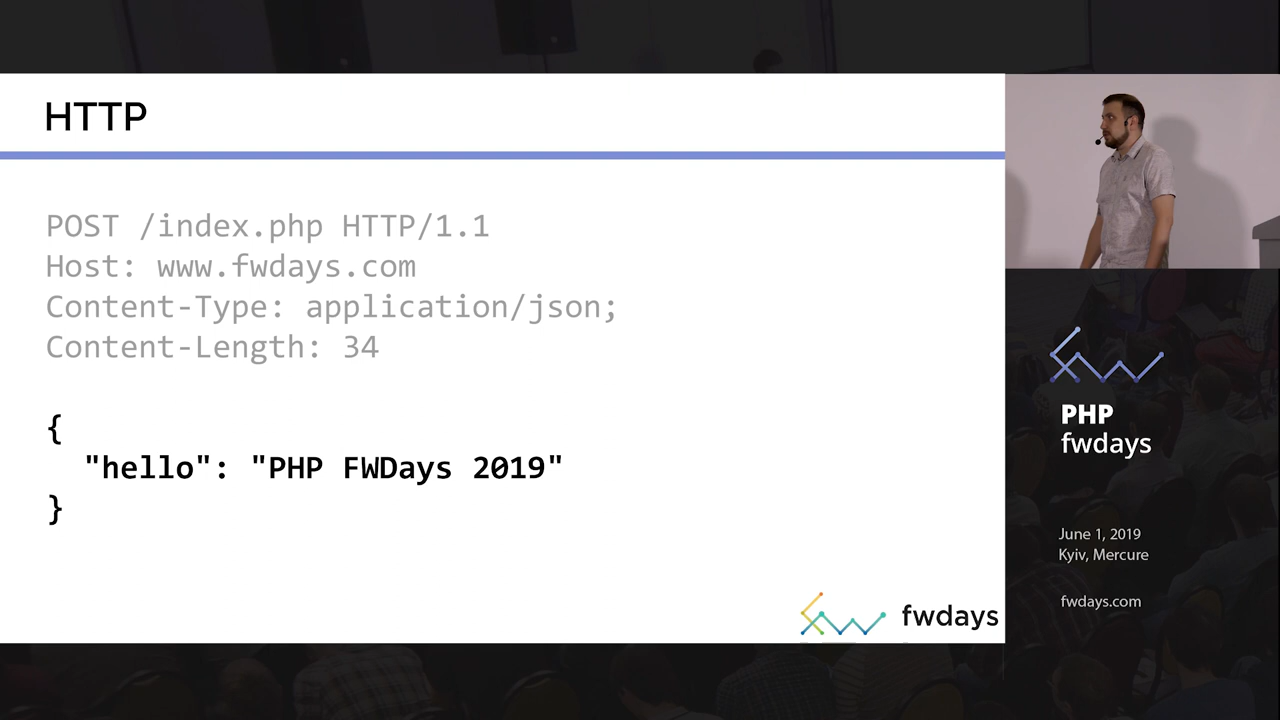 HTTP
POST /index.php HTTP/1.1
Host: www.fwdays.com
Content-Type: application/json;
Content-Length: 34
{
  "hello": "PHP FWDays 2019"
}
fwdays
PHP
fwdays
June 1, 2019
Kyiv, Mercure
fwdays.com